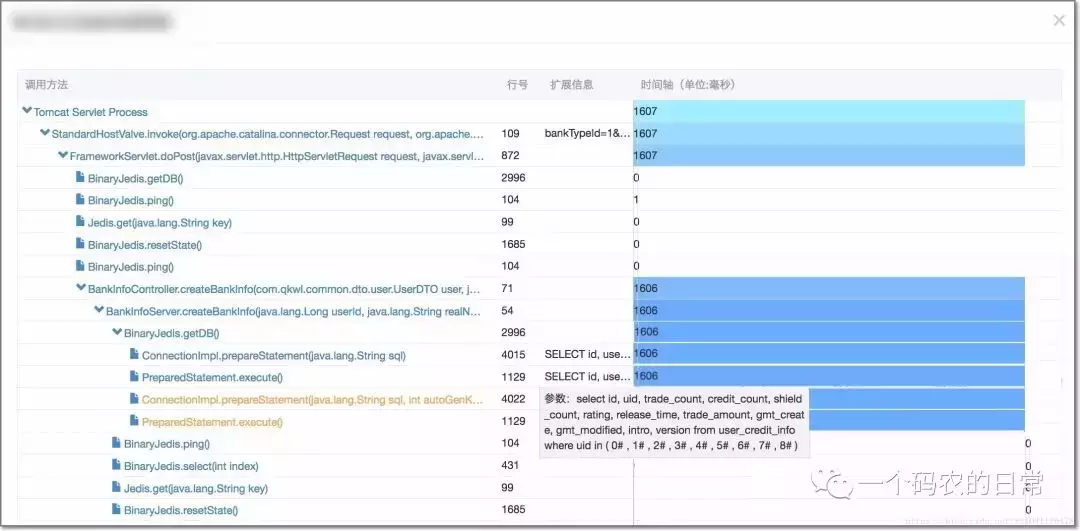 调用方法 行号 扩展信息 时间轴（单位:毫秒）
Tomcat Servlet Process 1607
StandardHostValve.invoke(org.apache.catalina.connector.Request request, org.apache.... 109 bankTypeId=1&... 1607
FrameworkServlet.doPost(javax.servlet.http.HttpServletRequest request, javax.servl... 872 1607
BinaryJedis.getDB() 2996 0
BinaryJedis.ping() 104 1
Jedis.get(java.lang.String key) 99 0
BinaryJedis.resetState() 1685 0
BinaryJedis.ping() 104 0
BankInfoController.createBankInfo(com.qkwl.common.dto.user.UserDTO user, j... 71 1606
BankInfoServer.createBankInfo(java.lang.Long userId, java.lang.String realN... 54 1606
BinaryJedis.getDB() 2996 1606
ConnectionImpl.prepareStatement(java.lang.String sql) 4015 SELECT id, use... 1606
PreparedStatement.execute() 1129 SELECT id, use... 1606
ConnectionImpl.prepareStatement(java.lang.String sql, int autoGenK... 4022
PreparedStatement.execute() 1129
参数：select id, uid, trade_count, credit_count, shield
_count, rating, release_time, trade_amount, gmt_creat
e, gmt_modified, intro, version from user_credit_info
where uid in ( 0# , 1# , 2# , 3# , 4# , 5# , 6# , 7# , 8# )
BinaryJedis.ping() 104 0
BinaryJedis.select(int index) 431 0
Jedis.get(java.lang.String key) 99 0
BinaryJedis.resetState() 1685 0
一个码农的日常